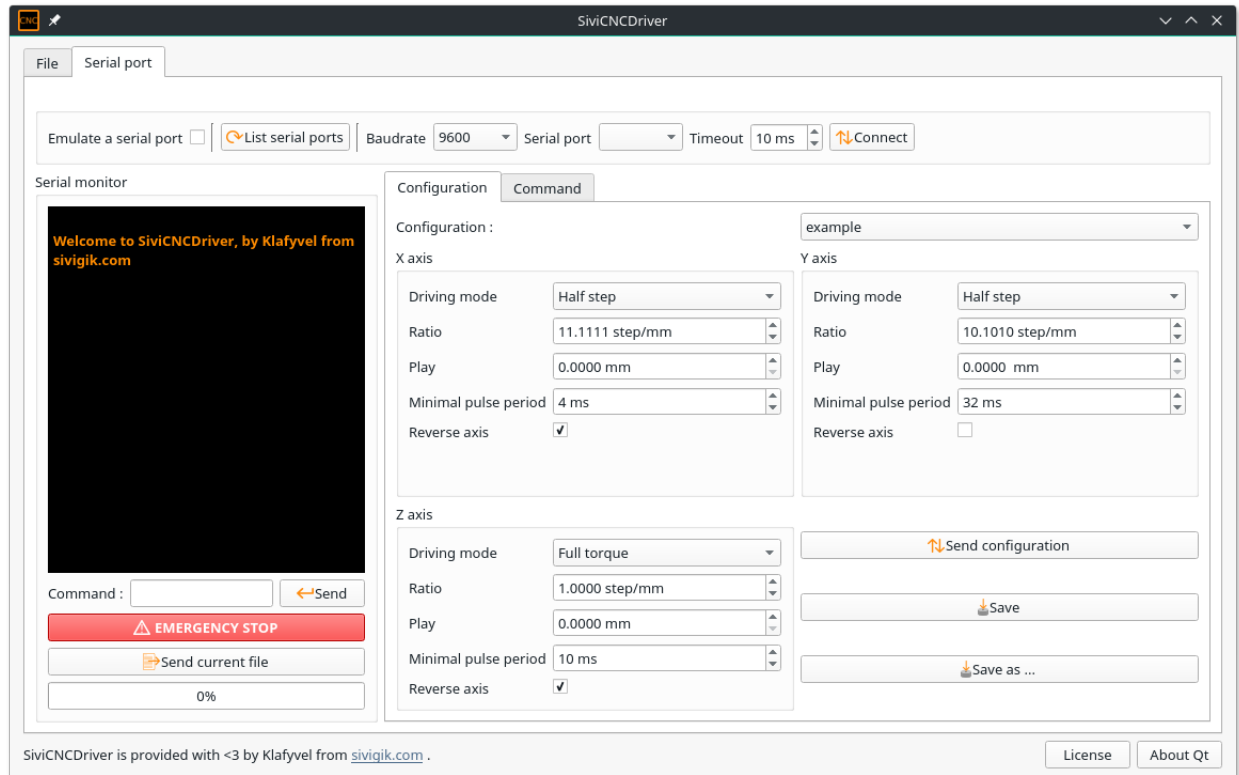 CNC
SiviCNCDriver
File
Serial port
Emulate a serial port
List serial ports
Baudrate
9600
Serial port
Timeout
10 ms
Connect
Serial monitor
Welcome to SiviCNCDriver, by Klafyvel from
sivigik.com
Command :
Send
EMERGENCY STOP
Send current file
0%
Configuration
Command
Configuration :
example
X axis
Driving mode
Half step
Ratio
11.1111 step/mm
Play
0.0000 mm
Minimal pulse period
4 ms
Reverse axis
Y axis
Driving mode
Half step
Ratio
10.1010 step/mm
Play
0.0000 mm
Minimal pulse period
32 ms
Reverse axis
Z axis
Driving mode
Full torque
Ratio
1.0000 step/mm
Play
0.0000 mm
Minimal pulse period
10 ms
Reverse axis
Send configuration
Save
Save as ...
SiviCNCDriver is provided with <3 by Klafyvel from sivigik.com .
License
About Qt